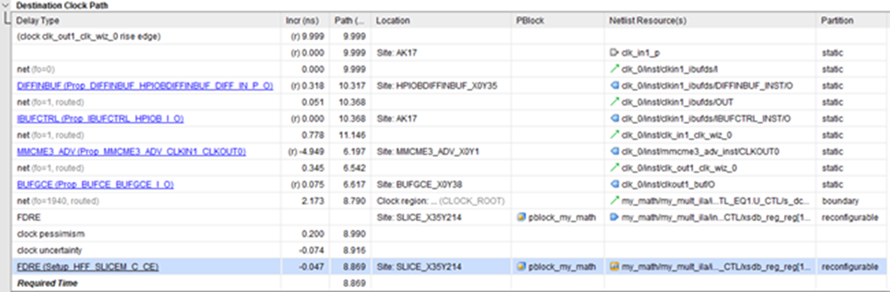 Destination Clock Path
Delay Type Incr (ns) Path (... Location PBlock Netlist Resource(s) Partition
(clock clk_out1_clk_wiz_0 rise edge) (r) 9.999 9.999
(r) 0.000 9.999 Site: AK17 clk_in1_p static
net (fo=0) 0.000 9.999 clk_0/inst/clkin1_ibufds/I static
DIFFINBUF (Prop_DIFFINBUF_HPIOBDIFFINBUF_DIFF_IN_P_O) (r) 0.318 10.317 Site: HPIOBDIFFINBUF_X0Y35 clk_0/inst/clkin1_ibufds/DIFFINBUF_INST/O static
net (fo=1, routed) 0.051 10.368 clk_0/inst/clkin1_ibufds/OUT static
IBUFCTRL (Prop_IBUFCTRL_HPIOB_I_O) (r) 0.000 10.368 Site: AK17 clk_0/inst/clkin1_ibufds/IBUFCTRL_INST/O static
net (fo=1, routed) 0.778 11.146 clk_0/inst/clk_in1_clk_wiz_0 static
MMCME3_ADV (Prop_MMCME3_ADV_CLKIN1_CLKOUT0) (r) -4.949 6.197 Site: MMCME3_ADV_X0Y1 clk_0/inst/mmcme3_adv_inst/CLKOUT0 static
net (fo=1, routed) 0.345 6.542 clk_0/inst/clk_out1_clk_wiz_0 static
BUFGCE (Prop_BUFCE_BUFGCE_I_O) (r) 0.075 6.617 Site: BUFGCE_X0Y38 clk_0/inst/clkout1_buf/O static
net (fo=1940, routed) 2.173 8.790 Clock region: ... (CLOCK_ROOT) my_math/my_mult_ila/i...TL_EQ1:U_CTL/s_dc... boundary
FDRE Site: SLICE_X35Y214 pblock_my_math my_math/my_mult_ila/in...CTL/xsdb_reg_reg[1... reconfigurable
clock pessimism 0.200 8.990
clock uncertainty -0.074 8.916
FDRE (Setup_HFF_SLICEM_C_CE) -0.047 8.869 Site: SLICE_X35Y214 pblock_my_math my_math/my_mult_ila/i..._CTL/xsdb_reg_reg[1... reconfigurable
Required Time 8.869